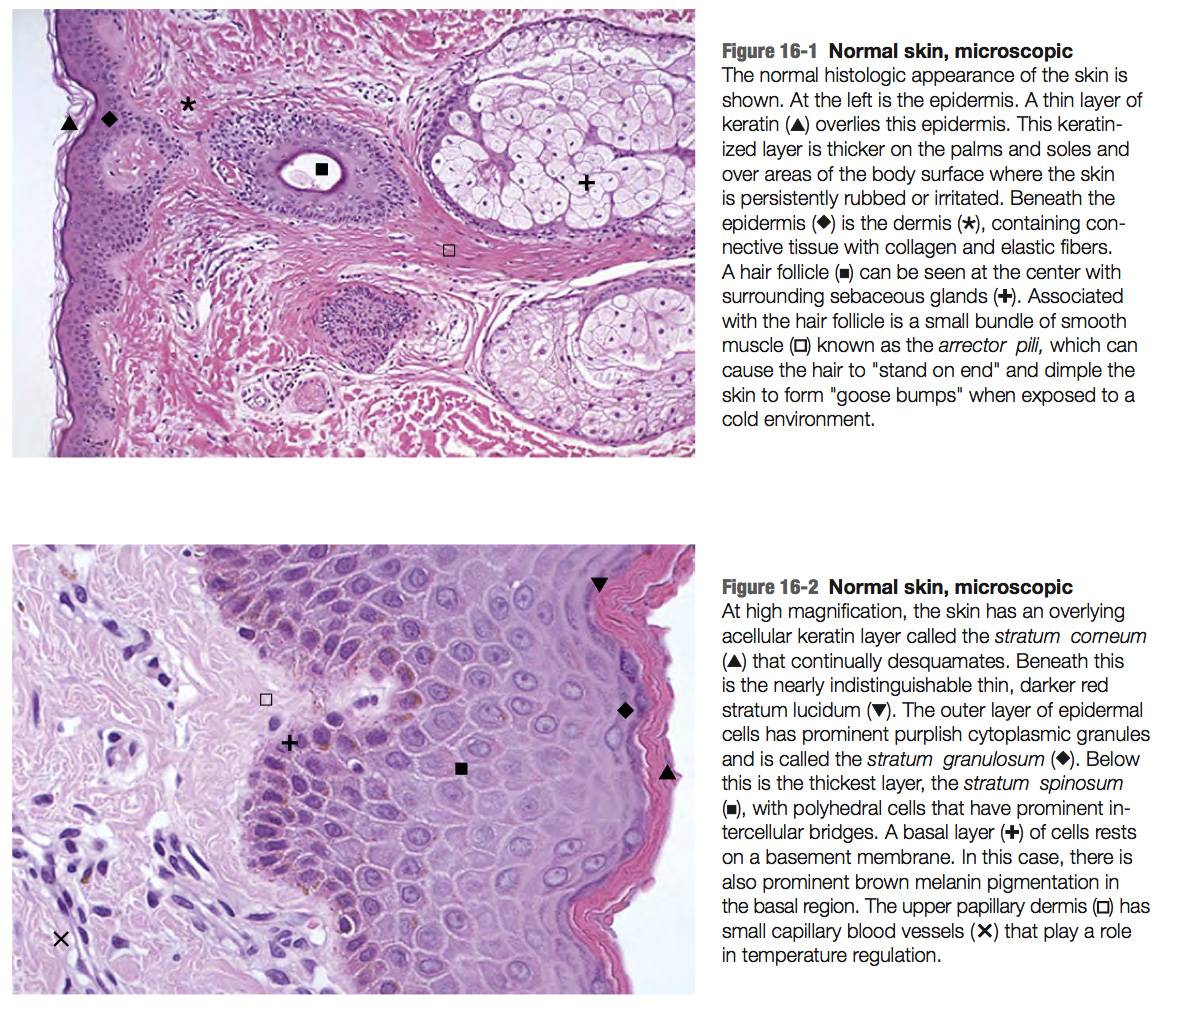 Figure 16-1 Normal skin, microscopic
The normal histologic appearance of the skin is
shown. At the left is the epidermis. A thin layer of
keratin (▲) overlies this epidermis. This keratin-
ized layer is thicker on the palms and soles and
over areas of the body surface where the skin
is persistently rubbed or irritated. Beneath the
epidermis (◆) is the dermis (*), containing con-
nective tissue with collagen and elastic fibers.
A hair follicle (■) can be seen at the center with
surrounding sebaceous glands (+). Associated
with the hair follicle is a small bundle of smooth
muscle (□) known as the arrector pili, which can
cause the hair to "stand on end" and dimple the
skin to form "goose bumps" when exposed to a
cold environment.
Figure 16-2 Normal skin, microscopic
At high magnification, the skin has an overlying
acellular keratin layer called the stratum corneum
(▲) that continually desquamates. Beneath this
is the nearly indistinguishable thin, darker red
stratum lucidum (▼). The outer layer of epidermal
cells has prominent purplish cytoplasmic granules
and is called the stratum granulosum (◆). Below
this is the thickest layer, the stratum spinosum
(■), with polyhedral cells that have prominent in-
tercellular bridges. A basal layer (+) of cells rests
on a basement membrane. In this case, there is
also prominent brown melanin pigmentation in
the basal region. The upper papillary dermis (□) has
small capillary blood vessels (×) that play a role
in temperature regulation.